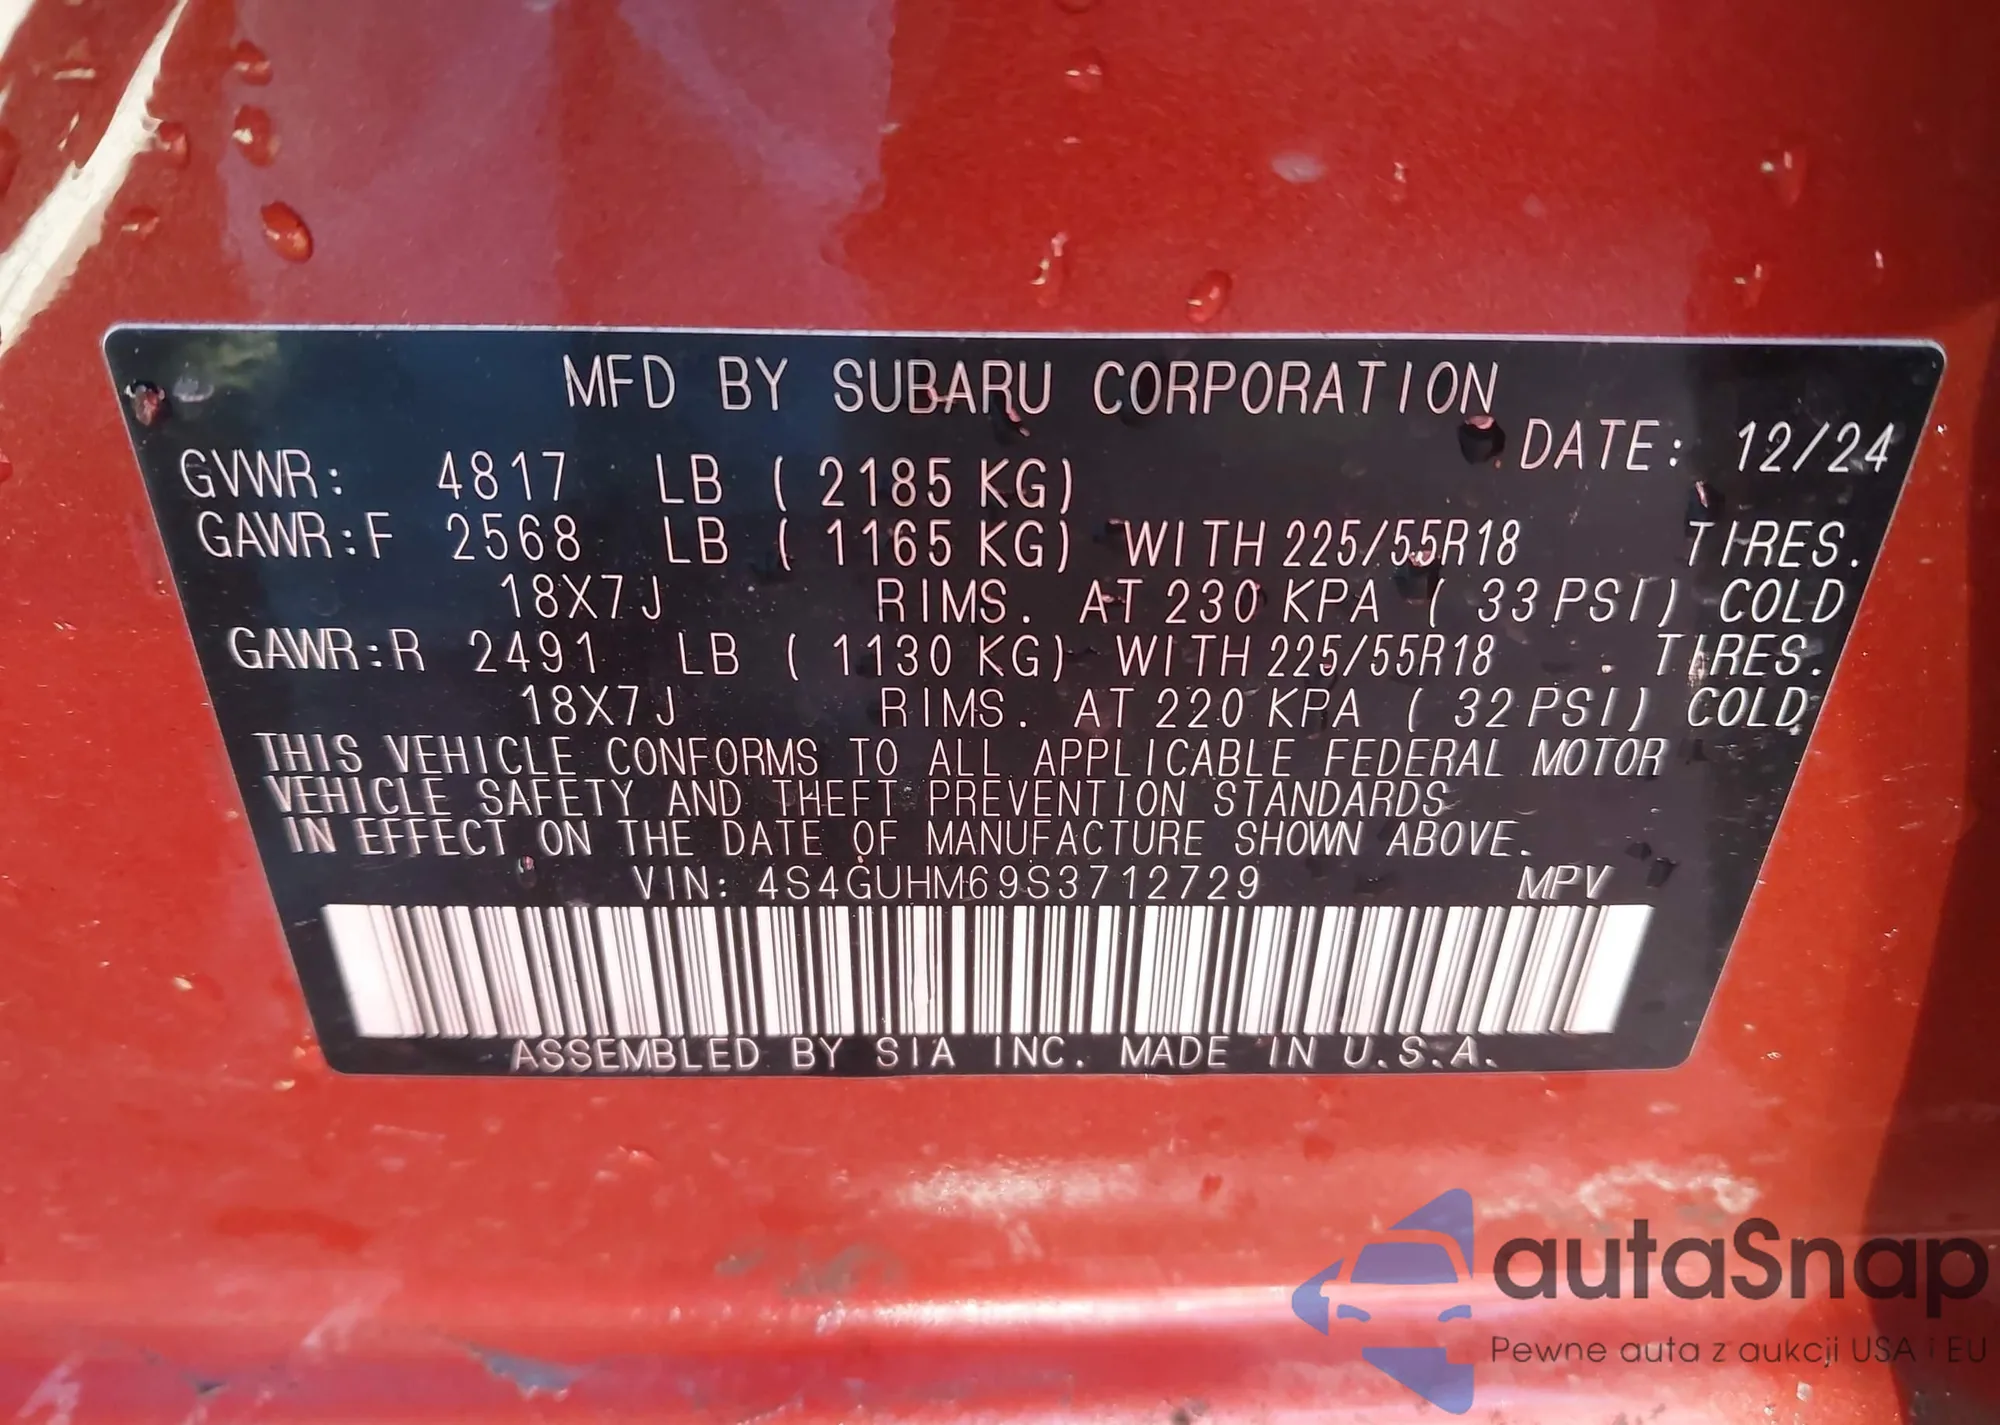 MFD BY SUBARU CORPORATION
DATE: 12/24
GVWR: 4817 LB ( 2185 KG)
GAWR:F 2568 LB ( 1165 KG) WITH 225/55R18 TIRES.
18X7J RIMS. AT 230 KPA ( 33 PSI) COLD
GAWR:R 2491 LB ( 1130 KG) WITH 225/55R18 TIRES.
18X7J RIMS. AT 220 KPA ( 32 PSI) COLD
THIS VEHICLE CONFORMS TO ALL APPLICABLE FEDERAL MOTOR
VEHICLE SAFETY AND THEFT PREVENTION STANDARDS
IN EFFECT ON THE DATE OF MANUFACTURE SHOWN ABOVE.
VIN: 4S4GUHM69S3712729 MPV
ASSEMBLED BY SIA INC. MADE IN U.S.A.
autaSnap
Pewne auta z aukcji USA i EU